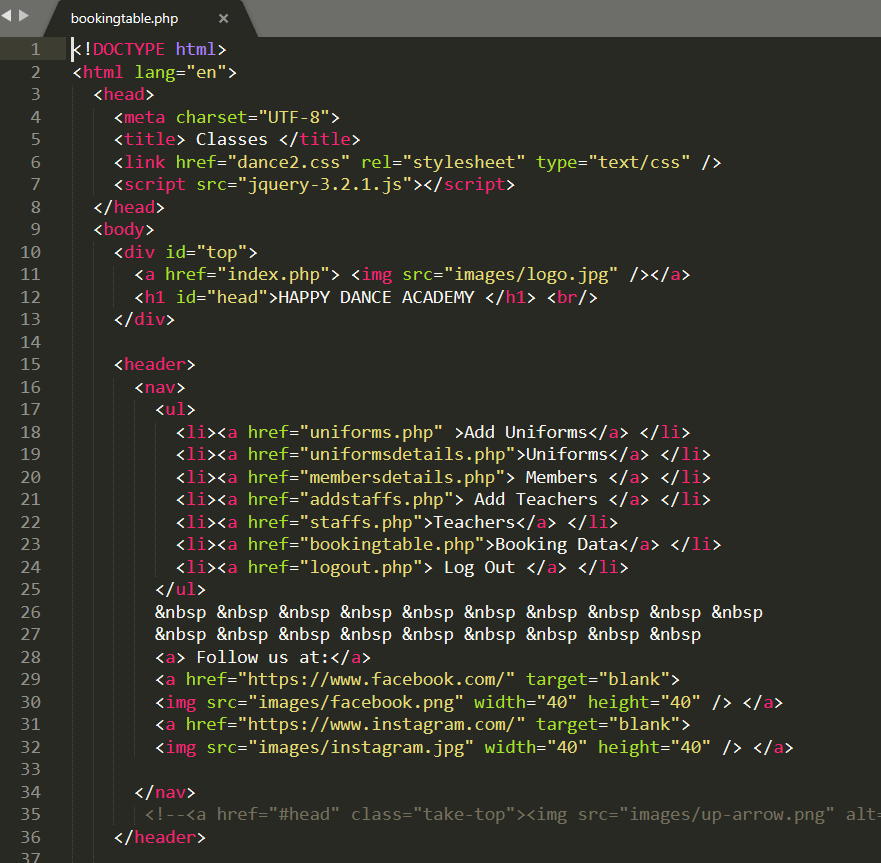 bookingtable.php ×
1 <!DOCTYPE html>
2 <html lang="en">
3 <head>
4 <meta charset="UTF-8">
5 <title> Classes </title>
6 <link href="dance2.css" rel="stylesheet" type="text/css" />
7 <script src="jquery-3.2.1.js"></script>
8 </head>
9 <body>
10 <div id="top">
11 <a href="index.php"> <img src="images/logo.jpg" /></a>
12 <h1 id="head">HAPPY DANCE ACADEMY </h1> <br/>
13 </div>
14
15 <header>
16 <nav>
17 <ul>
18 <li><a href="uniforms.php" >Add Uniforms</a> </li>
19 <li><a href="uniformsdetails.php">Uniforms</a> </li>
20 <li><a href="membersdetails.php"> Members </a> </li>
21 <li><a href="addstaffs.php"> Add Teachers </a> </li>
22 <li><a href="staffs.php">Teachers</a> </li>
23 <li><a href="bookingtable.php">Booking Data</a> </li>
24 <li><a href="logout.php"> Log Out </a> </li>
25 </ul>
26 &nbsp &nbsp &nbsp &nbsp &nbsp &nbsp &nbsp &nbsp &nbsp &nbsp
27 &nbsp &nbsp &nbsp &nbsp &nbsp &nbsp &nbsp &nbsp &nbsp
28 <a> Follow us at:</a>
29 <a href="https://www.facebook.com/" target="blank">
30 <img src="images/facebook.png" width="40" height="40" /> </a>
31 <a href="https://www.instagram.com/" target="blank">
32 <img src="images/instagram.jpg" width="40" height="40" /> </a>
33
34 </nav>
35 <!--<a href="#head" class="take-top"><img src="images/up-arrow.png" alt=
36 </header>
37